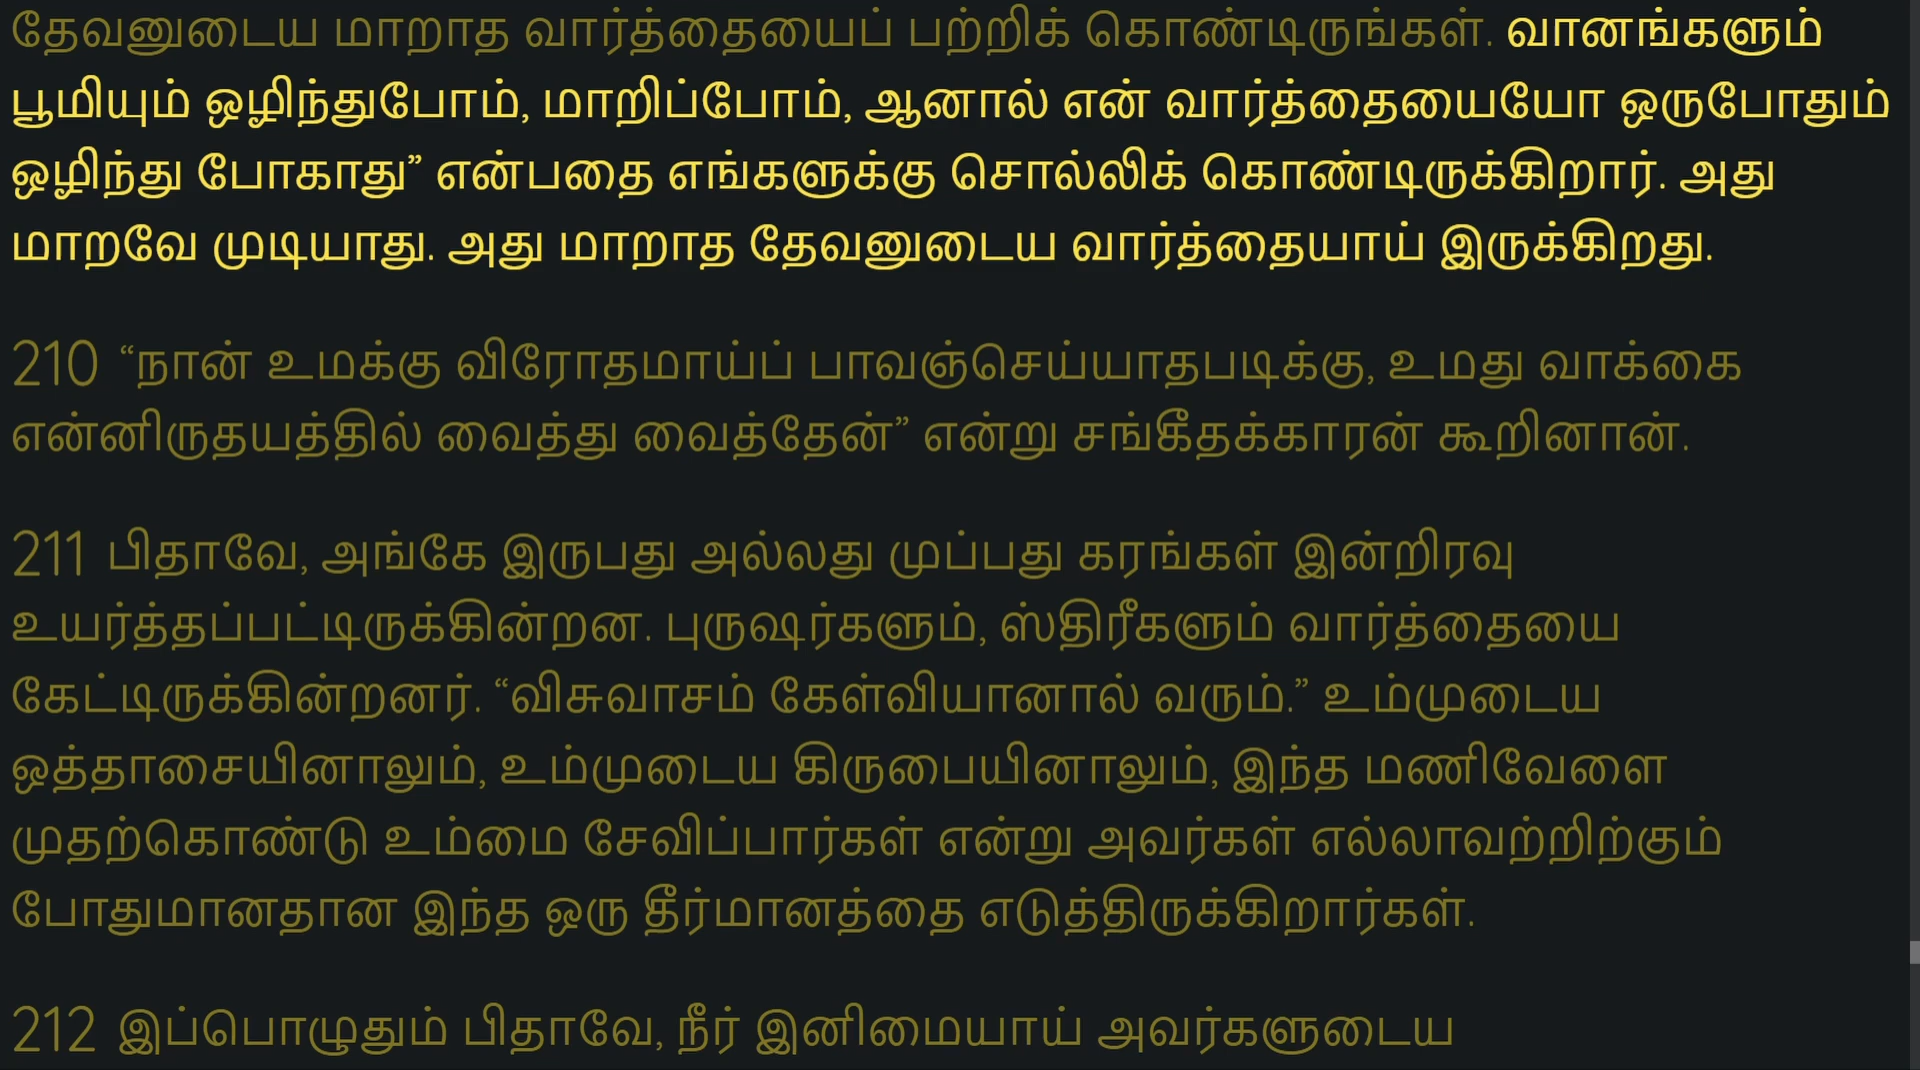 தேவனுடைய மாறாத வார்த்தையைப் பற்றிக் கொண்டிருங்கள். வானங்களும்
பூமியும் ஒழிந்துபோம், மாறிப்போம், ஆனால் என் வார்த்தையையோ ஒருபோதும்
ஒழிந்து போகாது” என்பதை எங்களுக்கு சொல்லிக் கொண்டிருக்கிறார். அது
மாறவே முடியாது. அது மாறாத தேவனுடைய வார்த்தையாய் இருக்கிறது.
210 “நான் உமக்கு விரோதமாய்ப் பாவஞ்செய்யாதபடிக்கு, உமது வாக்கை
என்னிருதயத்தில் வைத்து வைத்தேன்” என்று சங்கீதக்காரன் கூறினான்.
211 பிதாவே, அங்கே இருபது அல்லது முப்பது கரங்கள் இன்றிரவு
உயர்த்தப்பட்டிருக்கின்றன. புருஷர்களும், ஸ்திரீகளும் வார்த்தையை
கேட்டிருக்கின்றனர். “விசுவாசம் கேள்வியானால் வரும்.” உம்முடைய
ஒத்தாசையினாலும், உம்முடைய கிருபையினாலும், இந்த மணிவேளை
முதற்கொண்டு உம்மை சேவிப்பார்கள் என்று அவர்கள் எல்லாவற்றிற்கும்
போதுமானதான இந்த ஒரு தீர்மானத்தை எடுத்திருக்கிறார்கள்.
212 இப்பொழுதும் பிதாவே, நீர் இனிமையாய் அவர்களுடைய